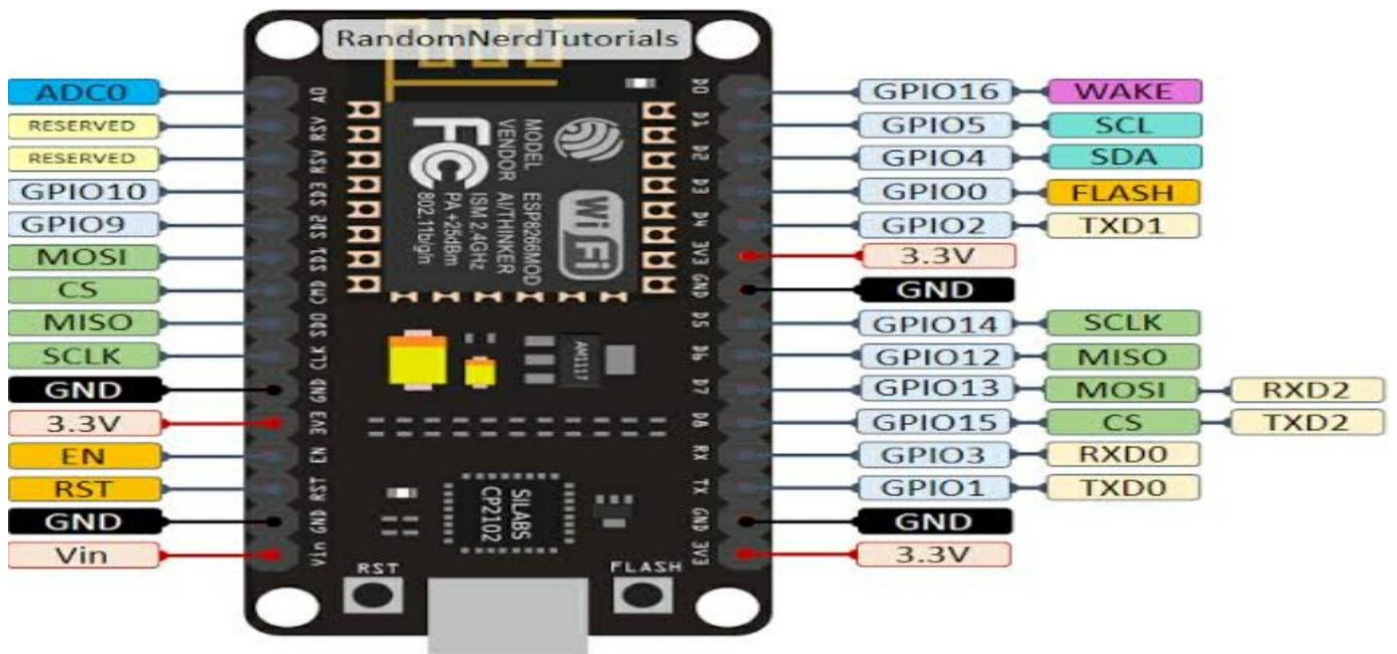 RandomNerdTutorials
ADC0 A0 D0 GPIO16 WAKE
RESERVED RSV D1 GPIO5 SCL
RESERVED RSV D2 GPIO4 SDA
GPIO10 SD3 D3 GPIO0 FLASH
GPIO9 SD2 D4 GPIO2 TXD1
MOSI SD1 3V3 3.3V
CS CMD GND GND
MISO SDO D5 GPIO14 SCLK
SCLK CLK D6 GPIO12 MISO
GND GND D7 GPIO13 MOSI RXD2
3.3V 3V3 D8 GPIO15 CS TXD2
EN EN RX GPIO3 RXD0
RST RST TX GPIO1 TXD0
GND GND GND GND
Vin Vin 3V3 3.3V
MODEL ESP8266MOD
VENDOR AI/THINKER
ISM 2.4GHz
PA +25dBm
802.11b/g/n
FC
WiFi
AM1117
SILABS
CP2102
RST
FLASH